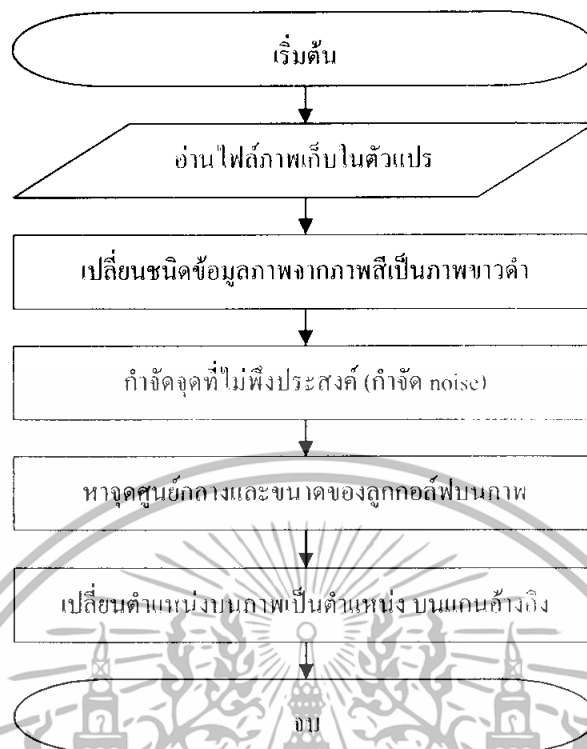 เริ่มต้น
อ่านไฟล์ภาพเก็บในตัวแปร
เปลี่ยนชนิดข้อมูลภาพจากภาพสีเป็นภาพขาวดำ
กำจัดจุดที่ไม่พึงประสงค์ (กำจัด noise)
หาจุดศูนย์กลางและขนาดของลูกกอล์ฟบนภาพ
เปลี่ยนตำแหน่งบนภาพเป็นตำแหน่ง บนแกนอ้างอิง
จบ